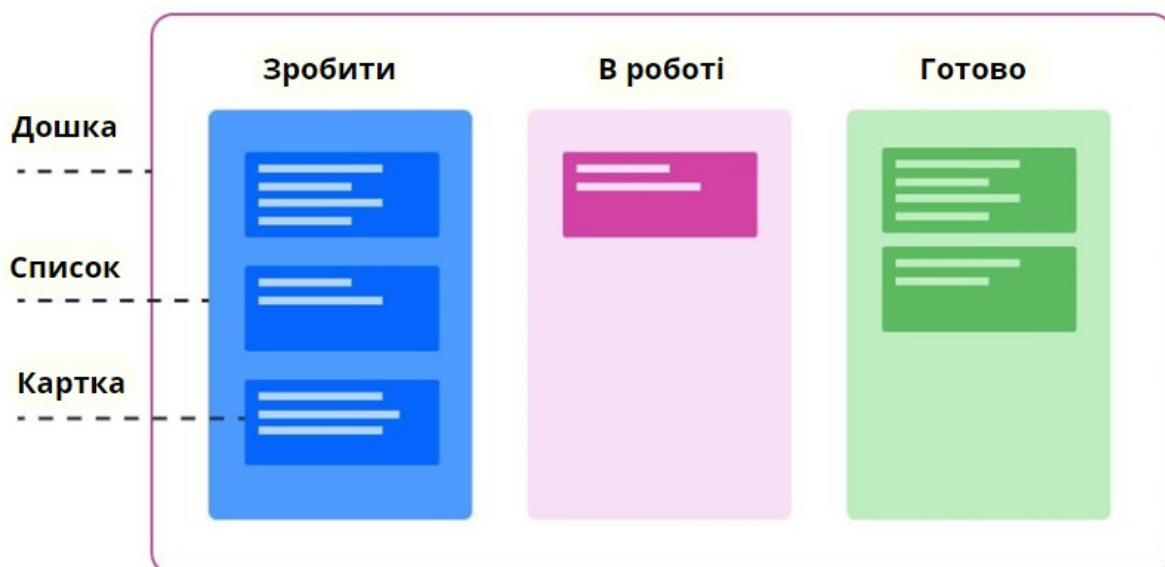 Зробити
В роботі
Готово
Дошка
Список
Картка